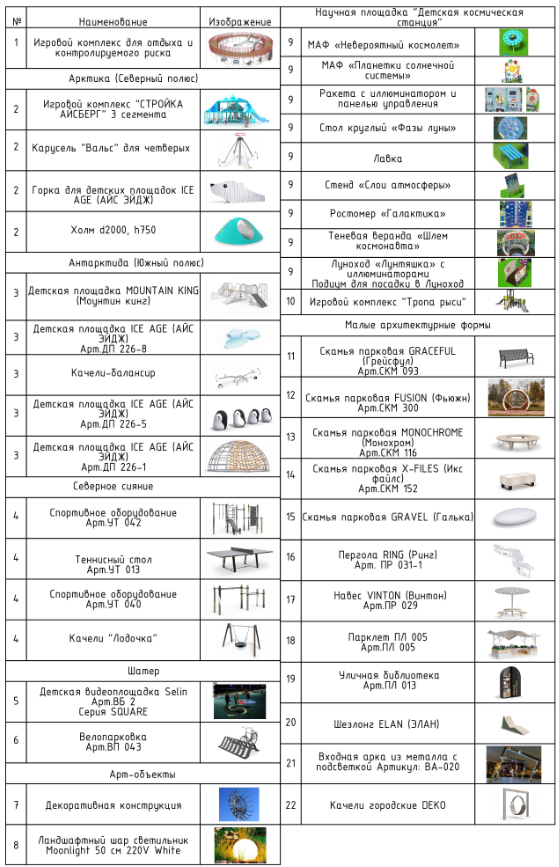 № Наименование Изображение
1 Игровой комплекс для отдыха и
контролируемого риска
Арктика (Северный полюс)
2 Игровой комплекс "СТРОЙКА
АЙСБЕРГ" 3 сегмента
2 Карусель "Вальс" для четверых
2 Горка для детских площадок ICE
AGE (АЙС ЭЙДЖ)
2 Холм d2000, h750
Антарктида (Южный полюс)
3 Детская площадка MOUNTAIN KING
(Моунтин кинг)
3 Детская площадка ICE AGE (АЙС
ЭЙДЖ)
Арт.ДП 226-8
3 Качели-балансир
3 Детская площадка ICE AGE (АЙС
ЭЙДЖ)
Арт.ДП 226-5
3 Детская площадка ICE AGE (АЙС
ЭЙДЖ)
Арт.ДП 226-1
Северное сияние
4 Спортивное оборудование
Арт.УТ 042
4 Теннисный стол
Арт.УТ 013
4 Спортивное оборудование
Арт.УТ 040
4 Качели "Лодочка"
Шатер
5 Детская видеоплощадка Selin
Арт.ВБ 2
Серия SQUARE
6 Велопарковка
Арт.ВП 043
Арт-объекты
7 Декоративная конструкция
8 Ландшафтный шар светильник
Moonlight 50 см 220V White
Научная площадка "Детская космическая
станция"
9 МАФ «Невероятный космолет»
9 МАФ «Планетки солнечной
системы»
9 Ракета с иллюминатором и
панелью управления
9 Стол круглый «Фазы луны»
9 Лавка
9 Стенд «Слои атмосферы»
9 Ростомер «Галактика»
9 Теневая веранда «Шлем
космонавта»
9 Луноход «Лунтяшка» с
иллюминаторами
Подиум для посадки в Луноход
10 Игровой комплекс "Тропа рыси"
Малые архитектурные формы
11 Скамья парковая GRACEFUL
(Грейсфул)
Арт.СКМ 093
12 Скамья парковая FUSION (Фьюжн)
Арт.СКМ 300
13 Скамья парковая MONOCHROME
(Монохром)
Арт.СКМ 116
14 Скамья парковая X-FILES (Икс
файлс)
Арт.СКМ 152
15 Скамья парковая GRAVEL (Галька)
16 Пергола RING (Ринг)
Арт. ПР 031-1
17 Навес VINTON (Винтон)
Арт.ПР 029
18 Парклет ПЛ 005
Арт.ПЛ 005
19 Уличная библиотека
Арт.ПЛ 013
20 Шезлонг ELAN (ЭЛАН)
21 Входная арка из металла с
подсветкой Артикул: ВА-020
22 Качели городские DEKO